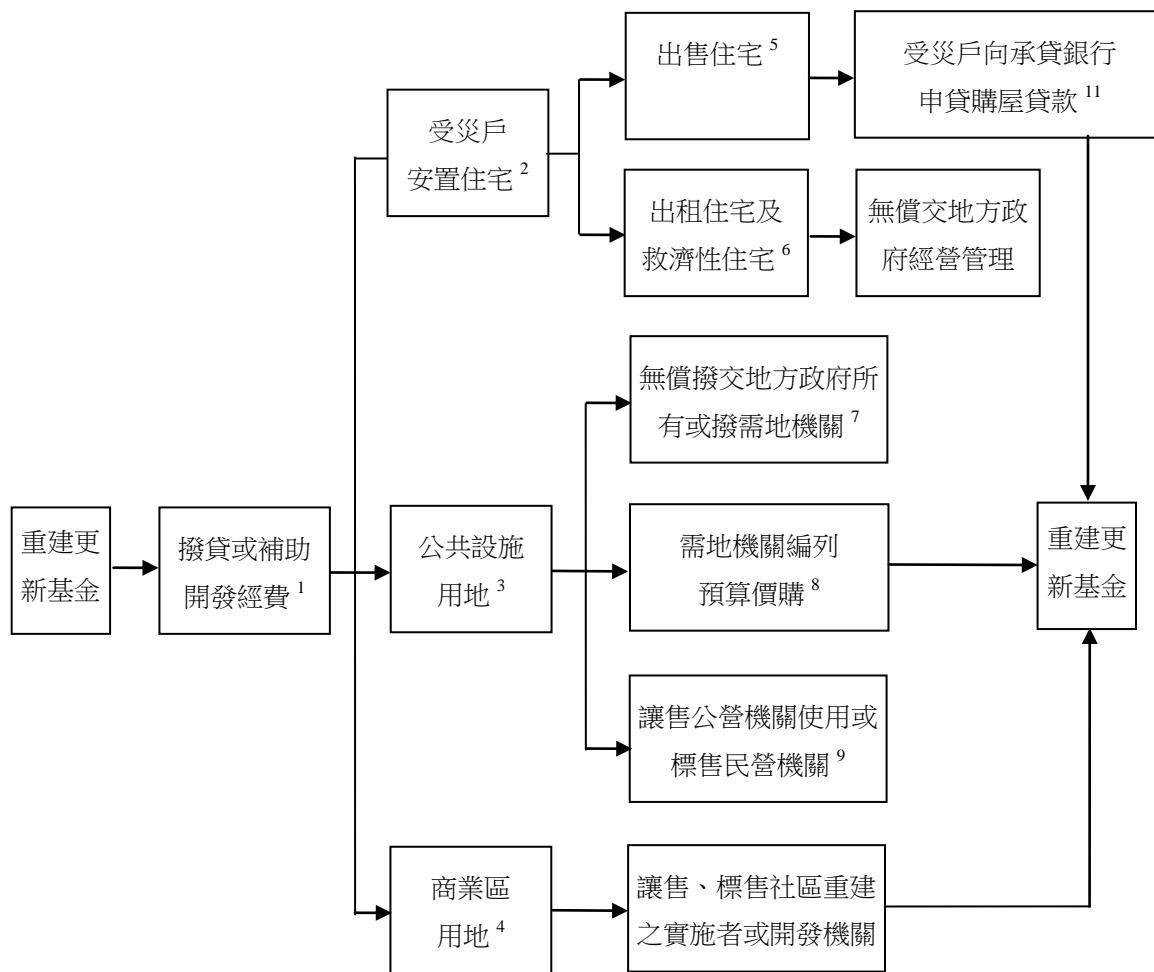 出售住宅 5
受災戶向承貸銀行
申貸購屋貸款 11
受災戶
安置住宅 2
出租住宅及
救濟性住宅 6
無償交地方政
府經營管理
無償撥交地方政府所
有或撥需地機關 7
重建更
新基金
撥貸或補助
開發經費 1
公共設施
用地 3
需地機關編列
預算價購 8
重建更
新基金
讓售公營機關使用或
標售民營機關 9
商業區
用地 4
讓售、標售社區重建
之實施者或開發機關